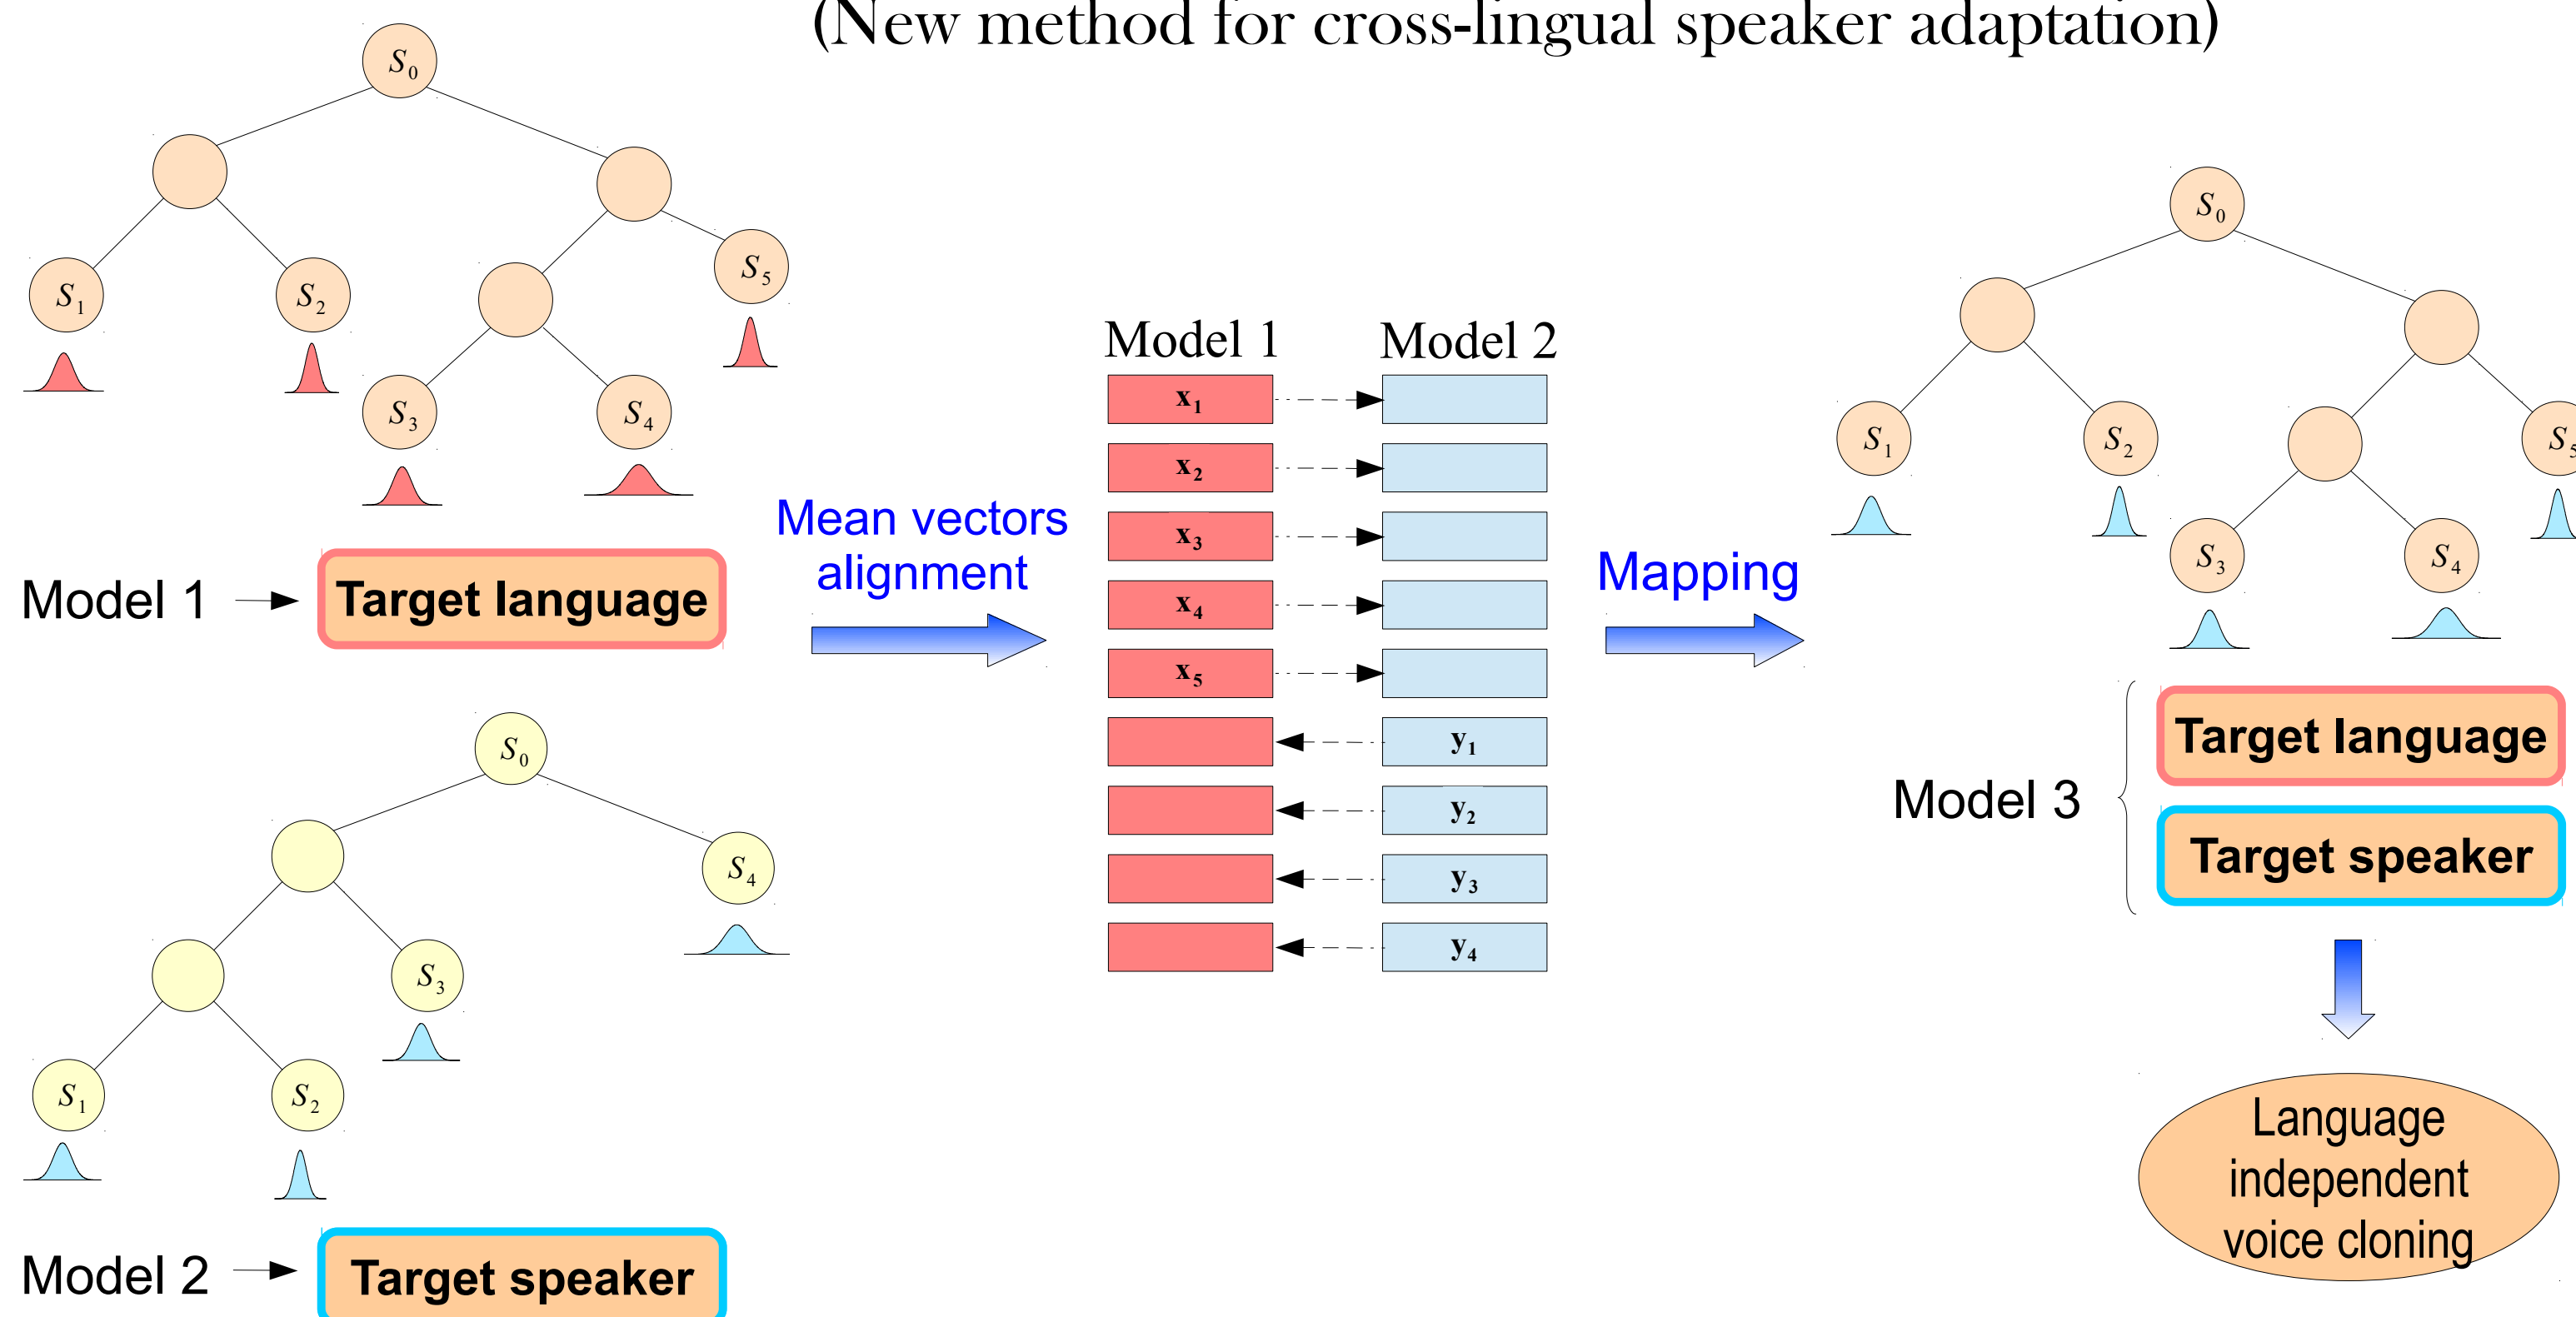 (New method for cross-lingual speaker adaptation)
S0
S1
S2
S5
S3
S4
Model 1
Target language
S0
S4
S3
S1
S2
Model 2
Target speaker
Mean vectors
alignment
Model 1 Model 2
x1
x2
x3
x4
x5
y1
y2
y3
y4
Mapping
S0
S1
S2
S5
S3
S4
Model 3
Target language
Target speaker
Language
independent
voice cloning